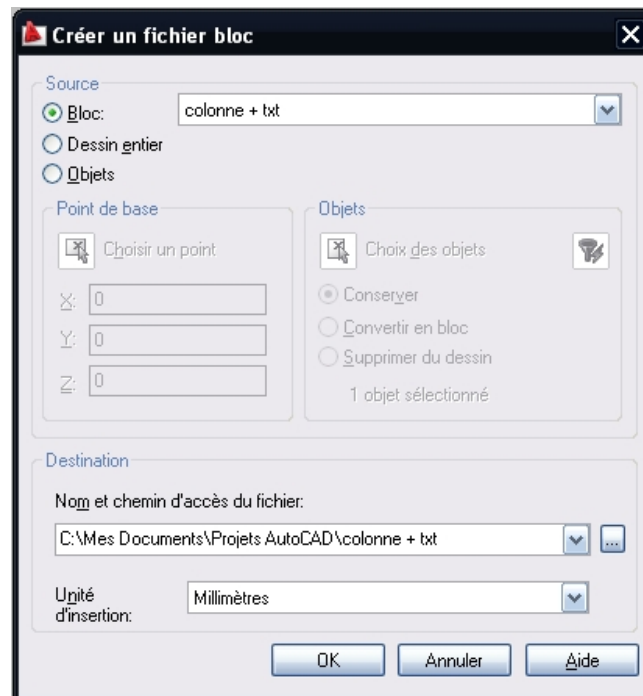 Créer un fichier bloc
Source
Bloc:
colonne + txt
Dessin entier
Objets
Point de base
Choisir un point
X: 0
Y: 0
Z: 0
Objets
Choix des objets
Conserver
Convertir en bloc
Supprimer du dessin
1 objet sélectionné
Destination
Nom et chemin d'accès du fichier:
C:\Mes Documents\Projets AutoCAD\colonne + txt
...
Unité
d'insertion:
Millimètres
OK
Annuler
Aide